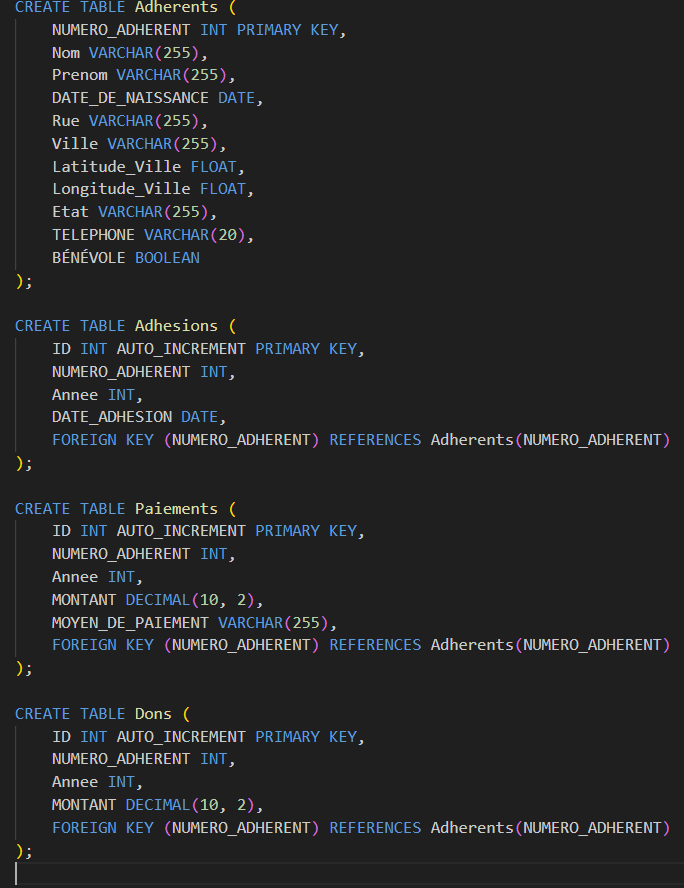 CREATE TABLE Adherents (
    NUMERO_ADHERENT INT PRIMARY KEY,
    Nom VARCHAR(255),
    Prenom VARCHAR(255),
    DATE_DE_NAISSANCE DATE,
    Rue VARCHAR(255),
    Ville VARCHAR(255),
    Latitude_Ville FLOAT,
    Longitude_Ville FLOAT,
    Etat VARCHAR(255),
    TELEPHONE VARCHAR(20),
    BÉNÉVOLE BOOLEAN
);

CREATE TABLE Adhesions (
    ID INT AUTO_INCREMENT PRIMARY KEY,
    NUMERO_ADHERENT INT,
    Annee INT,
    DATE_ADHESION DATE,
    FOREIGN KEY (NUMERO_ADHERENT) REFERENCES Adherents(NUMERO_ADHERENT)
);

CREATE TABLE Paiements (
    ID INT AUTO_INCREMENT PRIMARY KEY,
    NUMERO_ADHERENT INT,
    Annee INT,
    MONTANT DECIMAL(10, 2),
    MOYEN_DE_PAIEMENT VARCHAR(255),
    FOREIGN KEY (NUMERO_ADHERENT) REFERENCES Adherents(NUMERO_ADHERENT)
);

CREATE TABLE Dons (
    ID INT AUTO_INCREMENT PRIMARY KEY,
    NUMERO_ADHERENT INT,
    Annee INT,
    MONTANT DECIMAL(10, 2),
    FOREIGN KEY (NUMERO_ADHERENT) REFERENCES Adherents(NUMERO_ADHERENT)
);